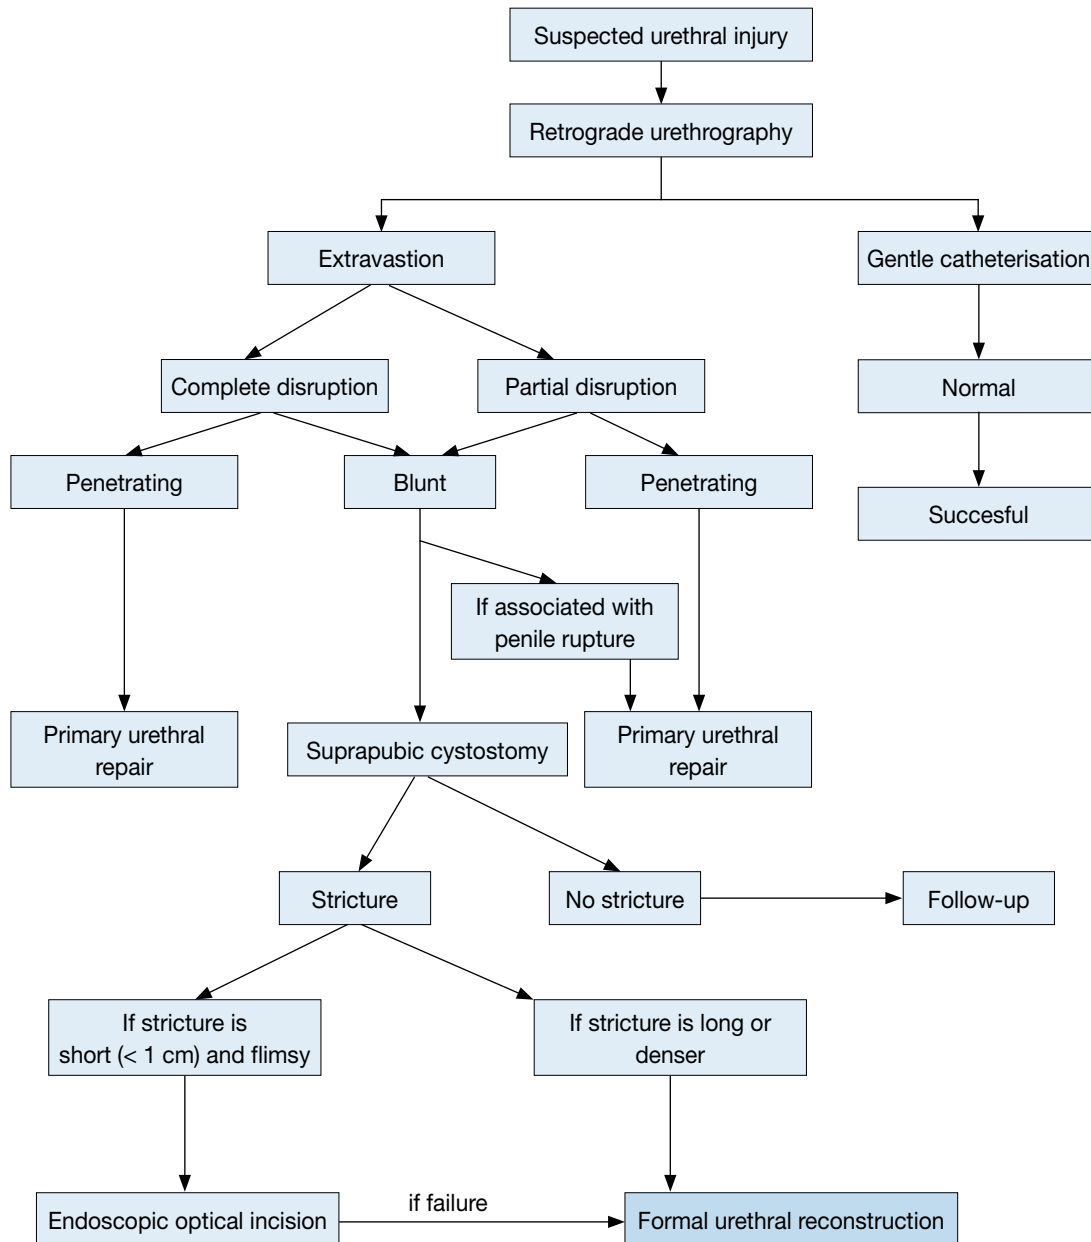 Suspected urethral injury
Retrograde urethrography
Extravastion
Gentle catheterisation
Complete disruption
Partial disruption
Normal
Penetrating
Blunt
Penetrating
Succesful
If associated with
penile rupture
Primary urethral
repair
Suprapubic cystostomy
Primary urethral
repair
Stricture
No stricture
Follow-up
If stricture is
short (< 1 cm) and flimsy
If stricture is long or
denser
Endoscopic optical incision
if failure
Formal urethral reconstruction